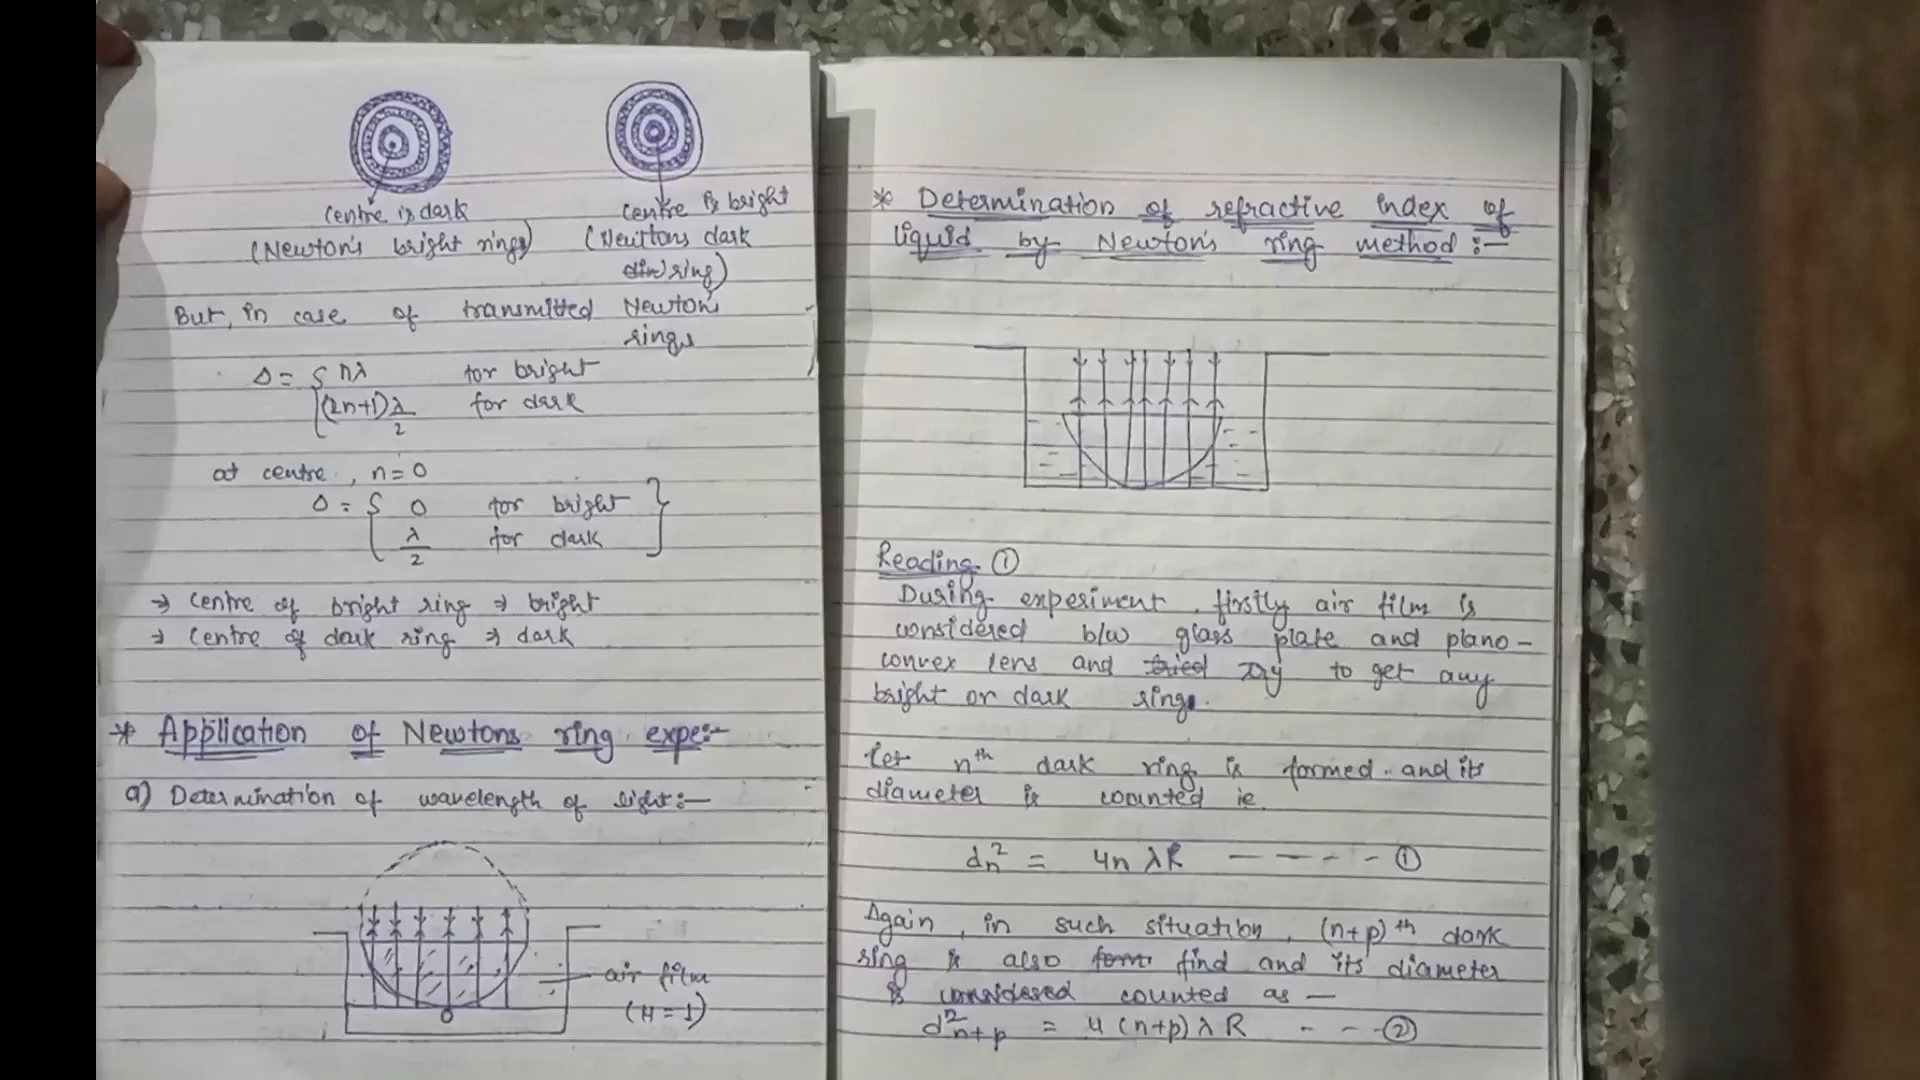 centre is dark
(Newton's bright rings)
centre is bright
(Newttons dark
ring)
But, in case of transmitted Newton's
rings
Δ = { nλ for bright
(2n+1)λ/2 for dark
at centre, n=0
Δ = { 0 for bright }
λ/2 for dark
⇒ centre of bright ring ⇒ bright
⇒ centre of dark ring ⇒ dark
* Application of Newtons ring expe:-
a) Determination of wavelength of light:-
air film
(μ = 1)
O
* Determination of refractive index of
liquid by Newton's ring method :-
Reading ①
During experiment, firstly air film is
considered b/w glass plate and plano-
convex lens and tried try to get any
bright or dark rings.
Let nth dark ring is formed and its
diameter is counted ie.
dn² = 4nλR - - - - ①
Again, in such situation, (n+p)th dark
ring is also form find and its diameter
is considered counted as —
d²n+p = 4(n+p)λR - - - ②